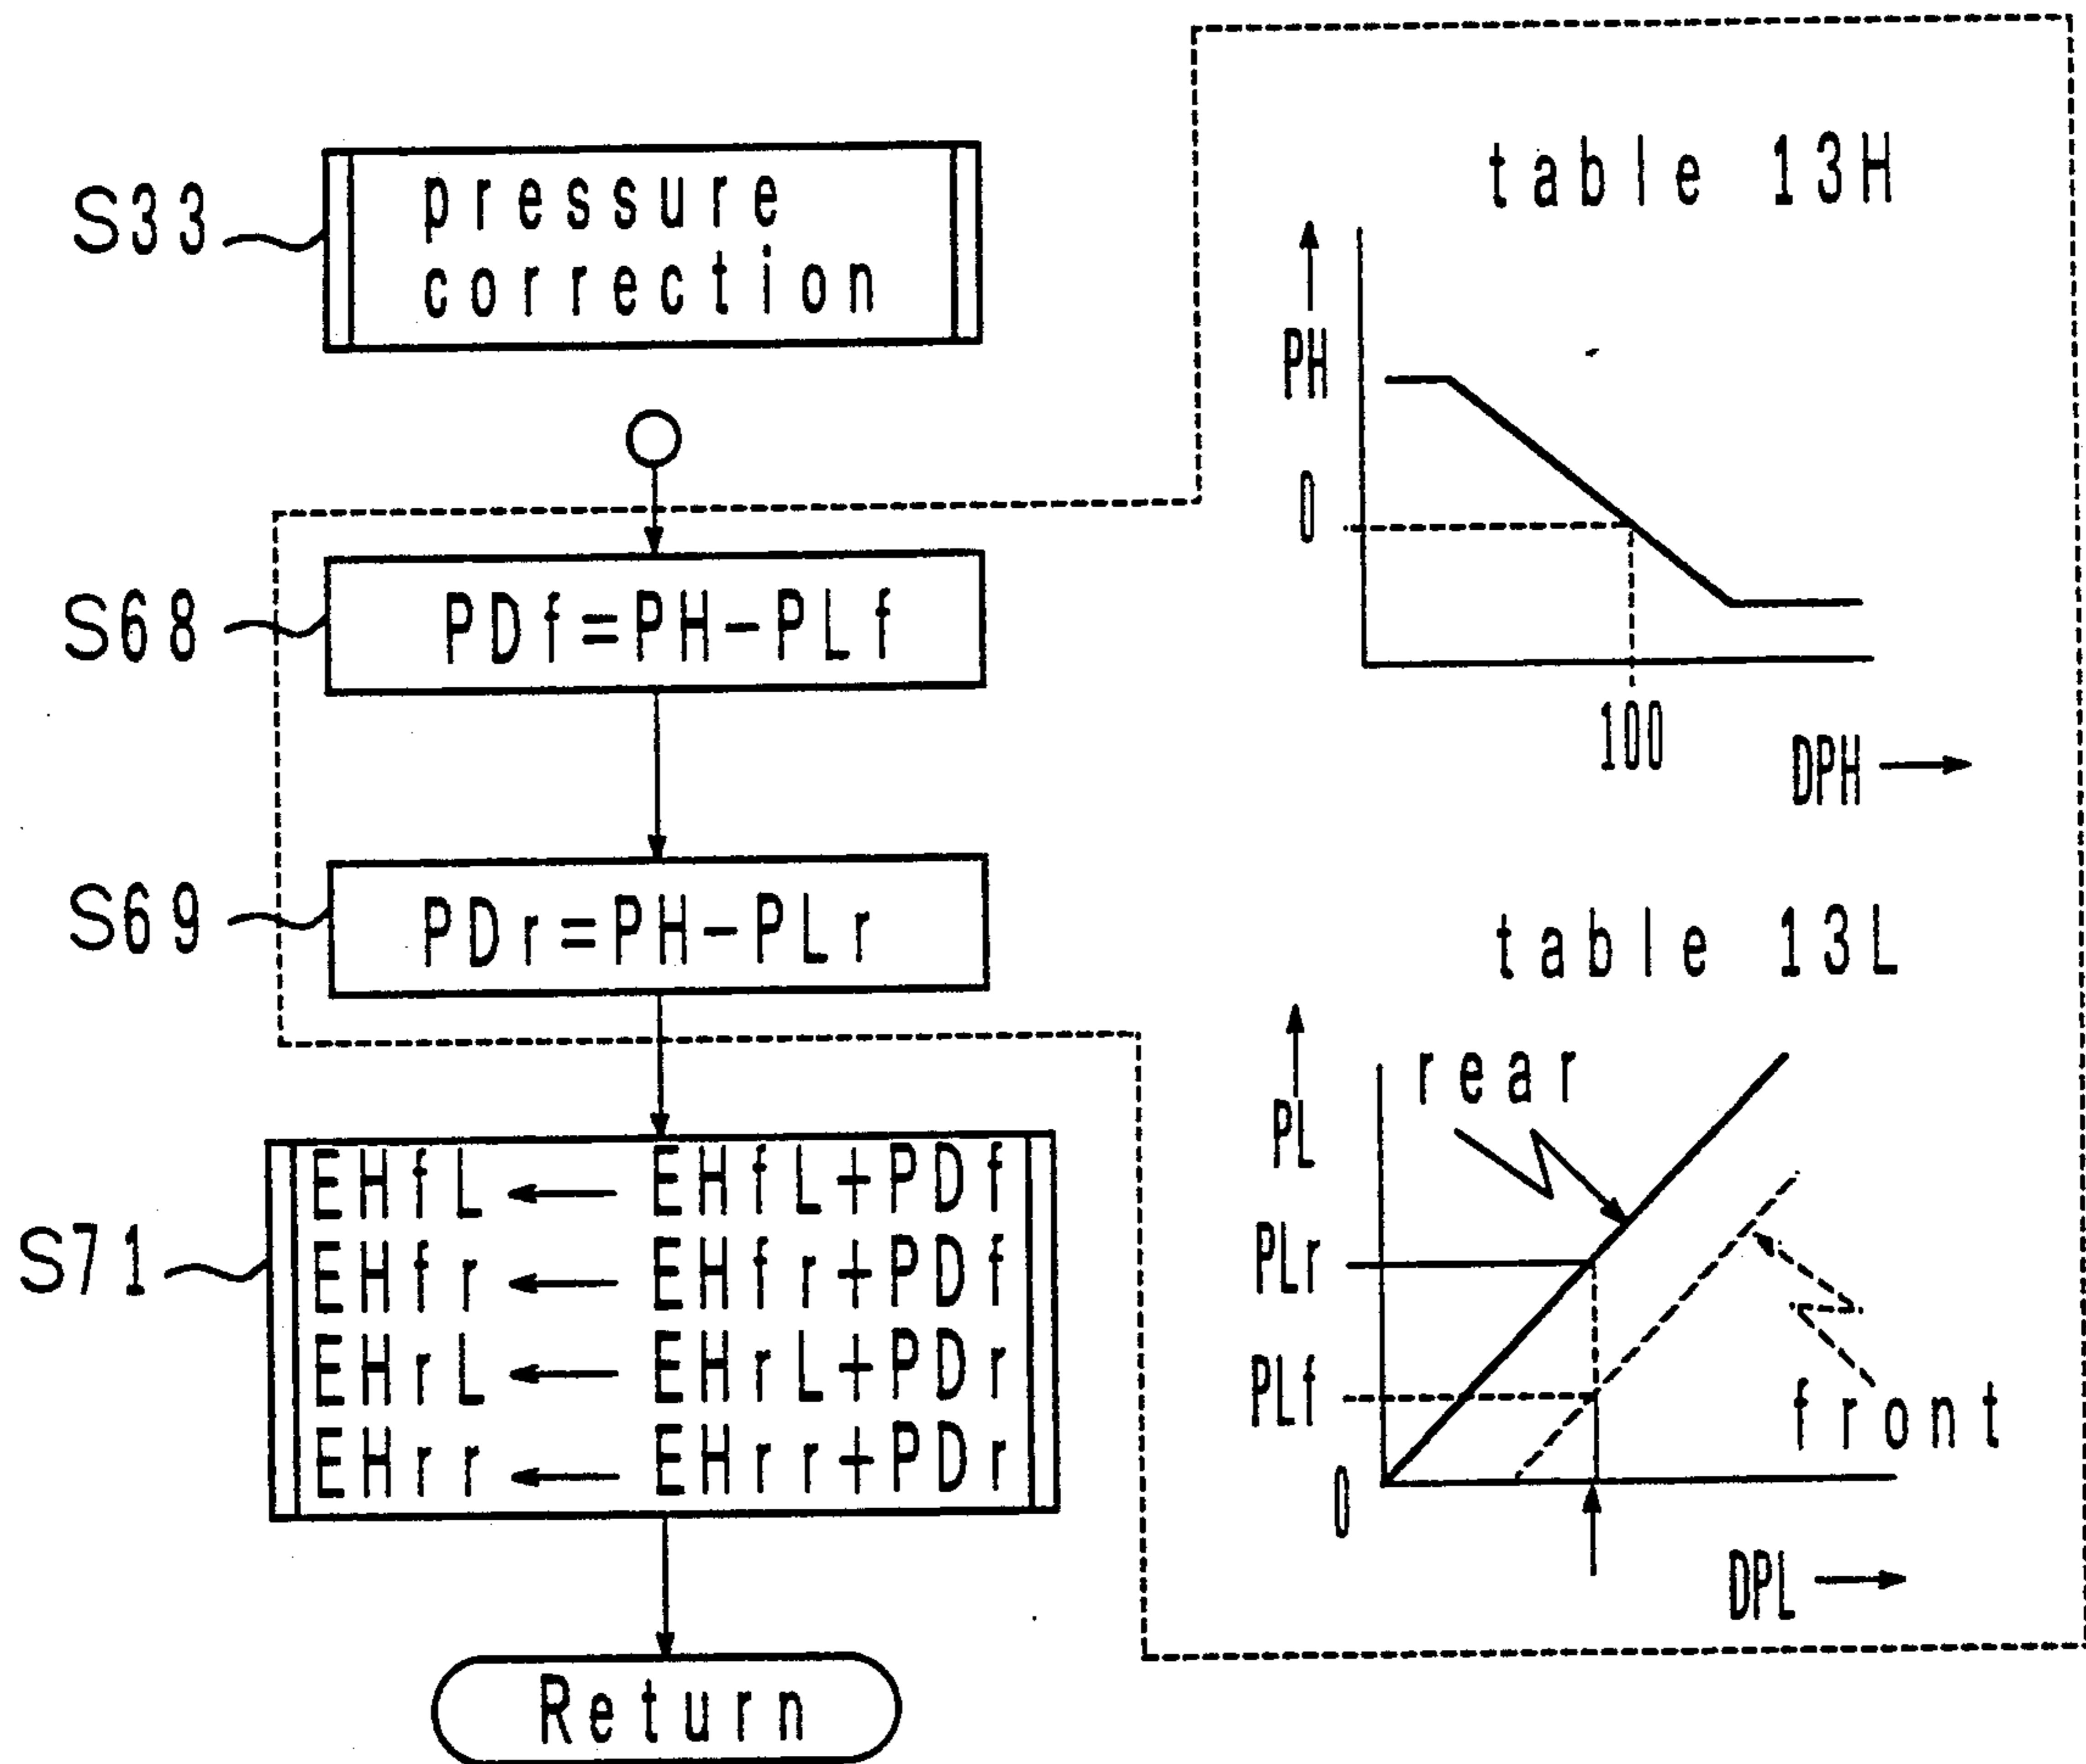 S33
pressure
correction
S68
PDf=PH-PLf
S69
PDr=PH-PLr
S71
EHfL ← EHfL+PDf
EHfr ← EHfr+PDf
EHrL ← EHrL+PDr
EHrr ← EHrr+PDr
Return
table 13H
PH
0
100
DPH →
table 13L
rear
PL
PLr
PLf
front
0
DPL →